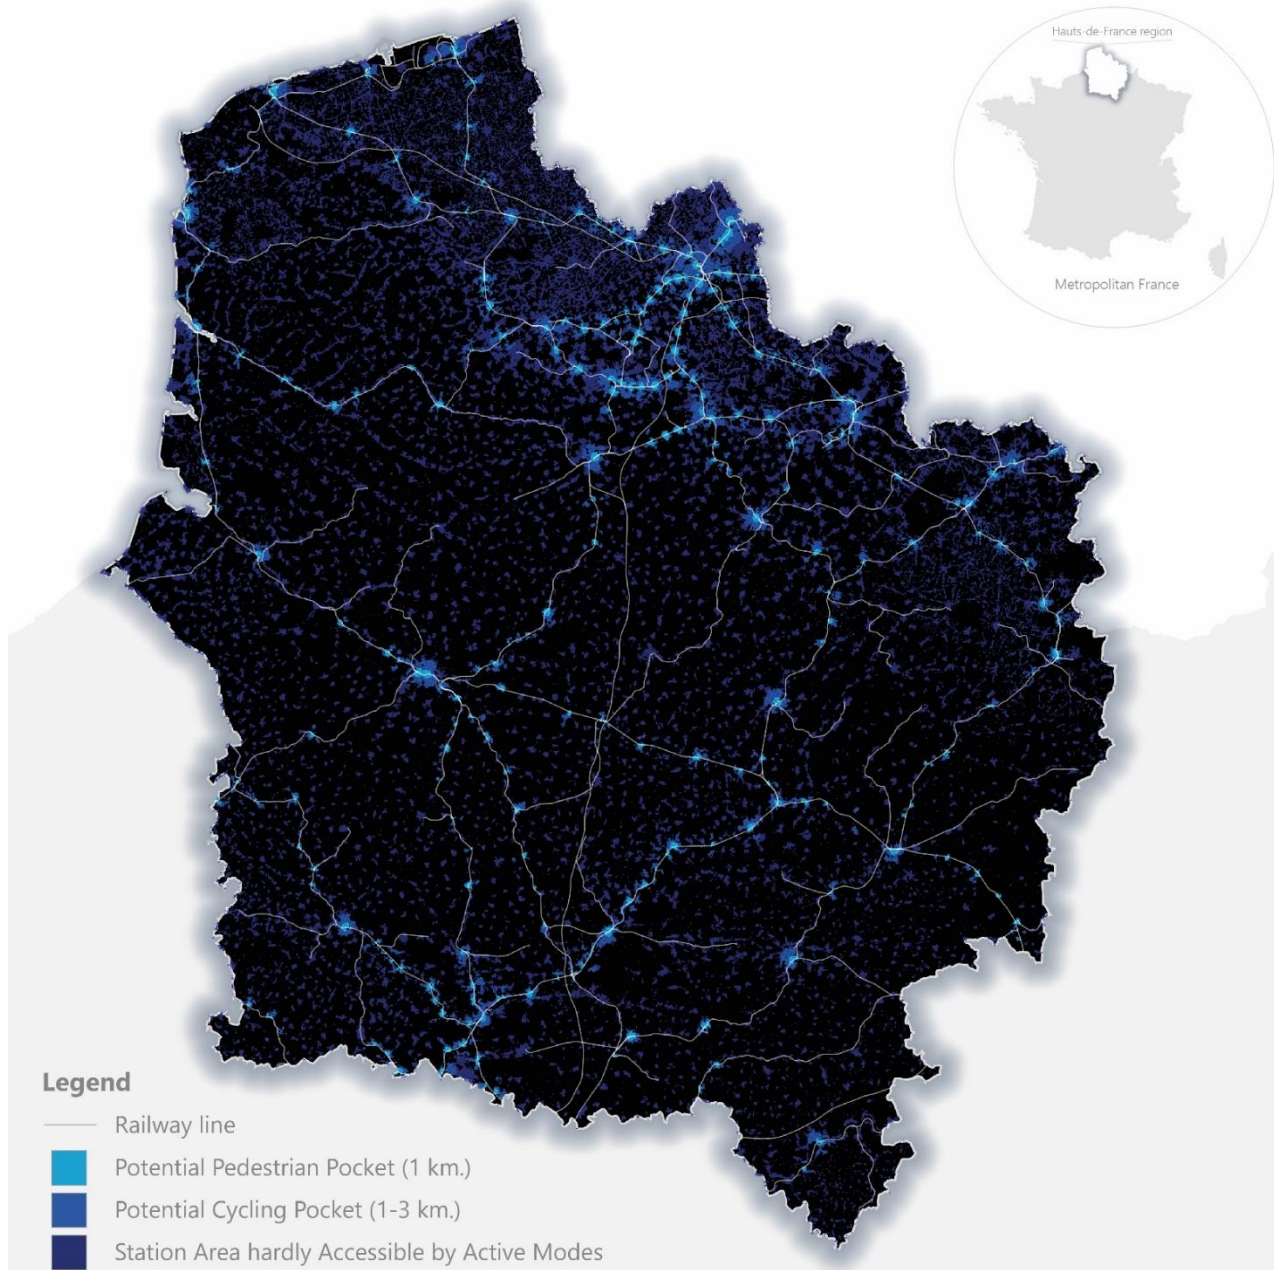 Hauts-de-France region
Metropolitan France
Legend
Railway line
Potential Pedestrian Pocket (1 km.)
Potential Cycling Pocket (1-3 km.)
Station Area hardly Accessible by Active Modes